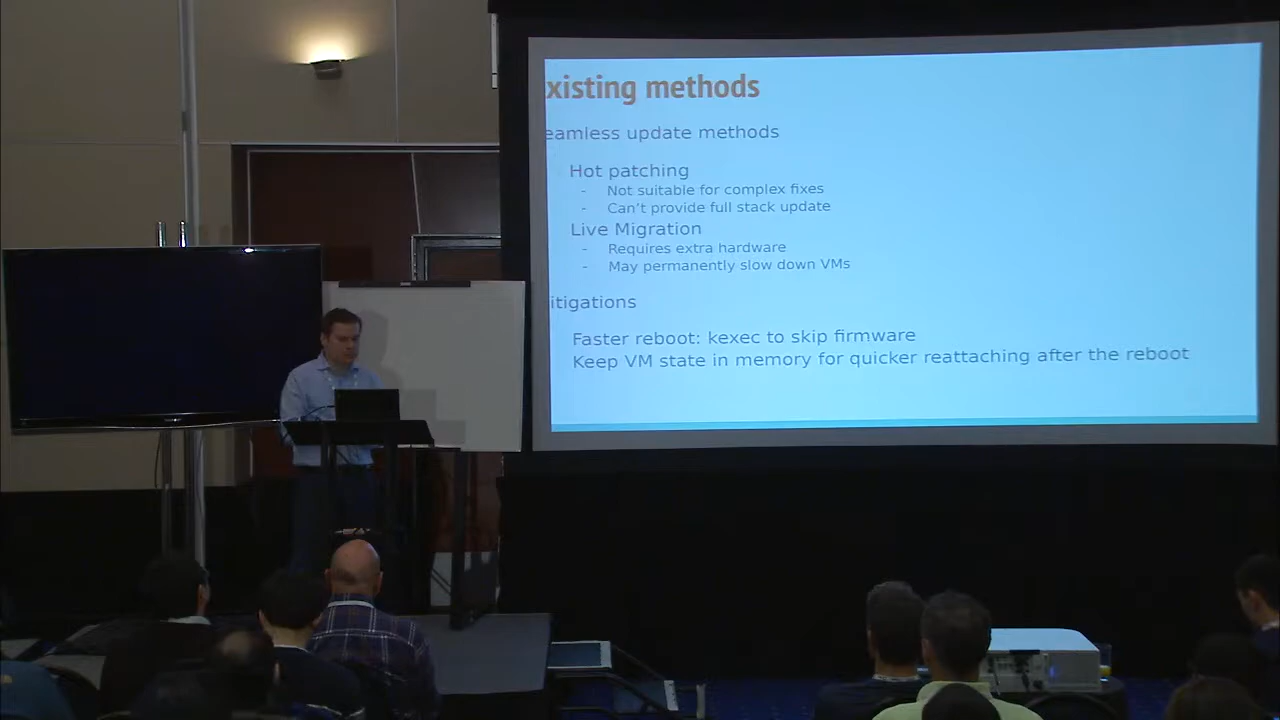 xisting methods
eamless update methods
Hot patching
- Not suitable for complex fixes
- Can't provide full stack update
Live Migration
- Requires extra hardware
- May permanently slow down VMs
itigations
Faster reboot: kexec to skip firmware
Keep VM state in memory for quicker reattaching after the reboot